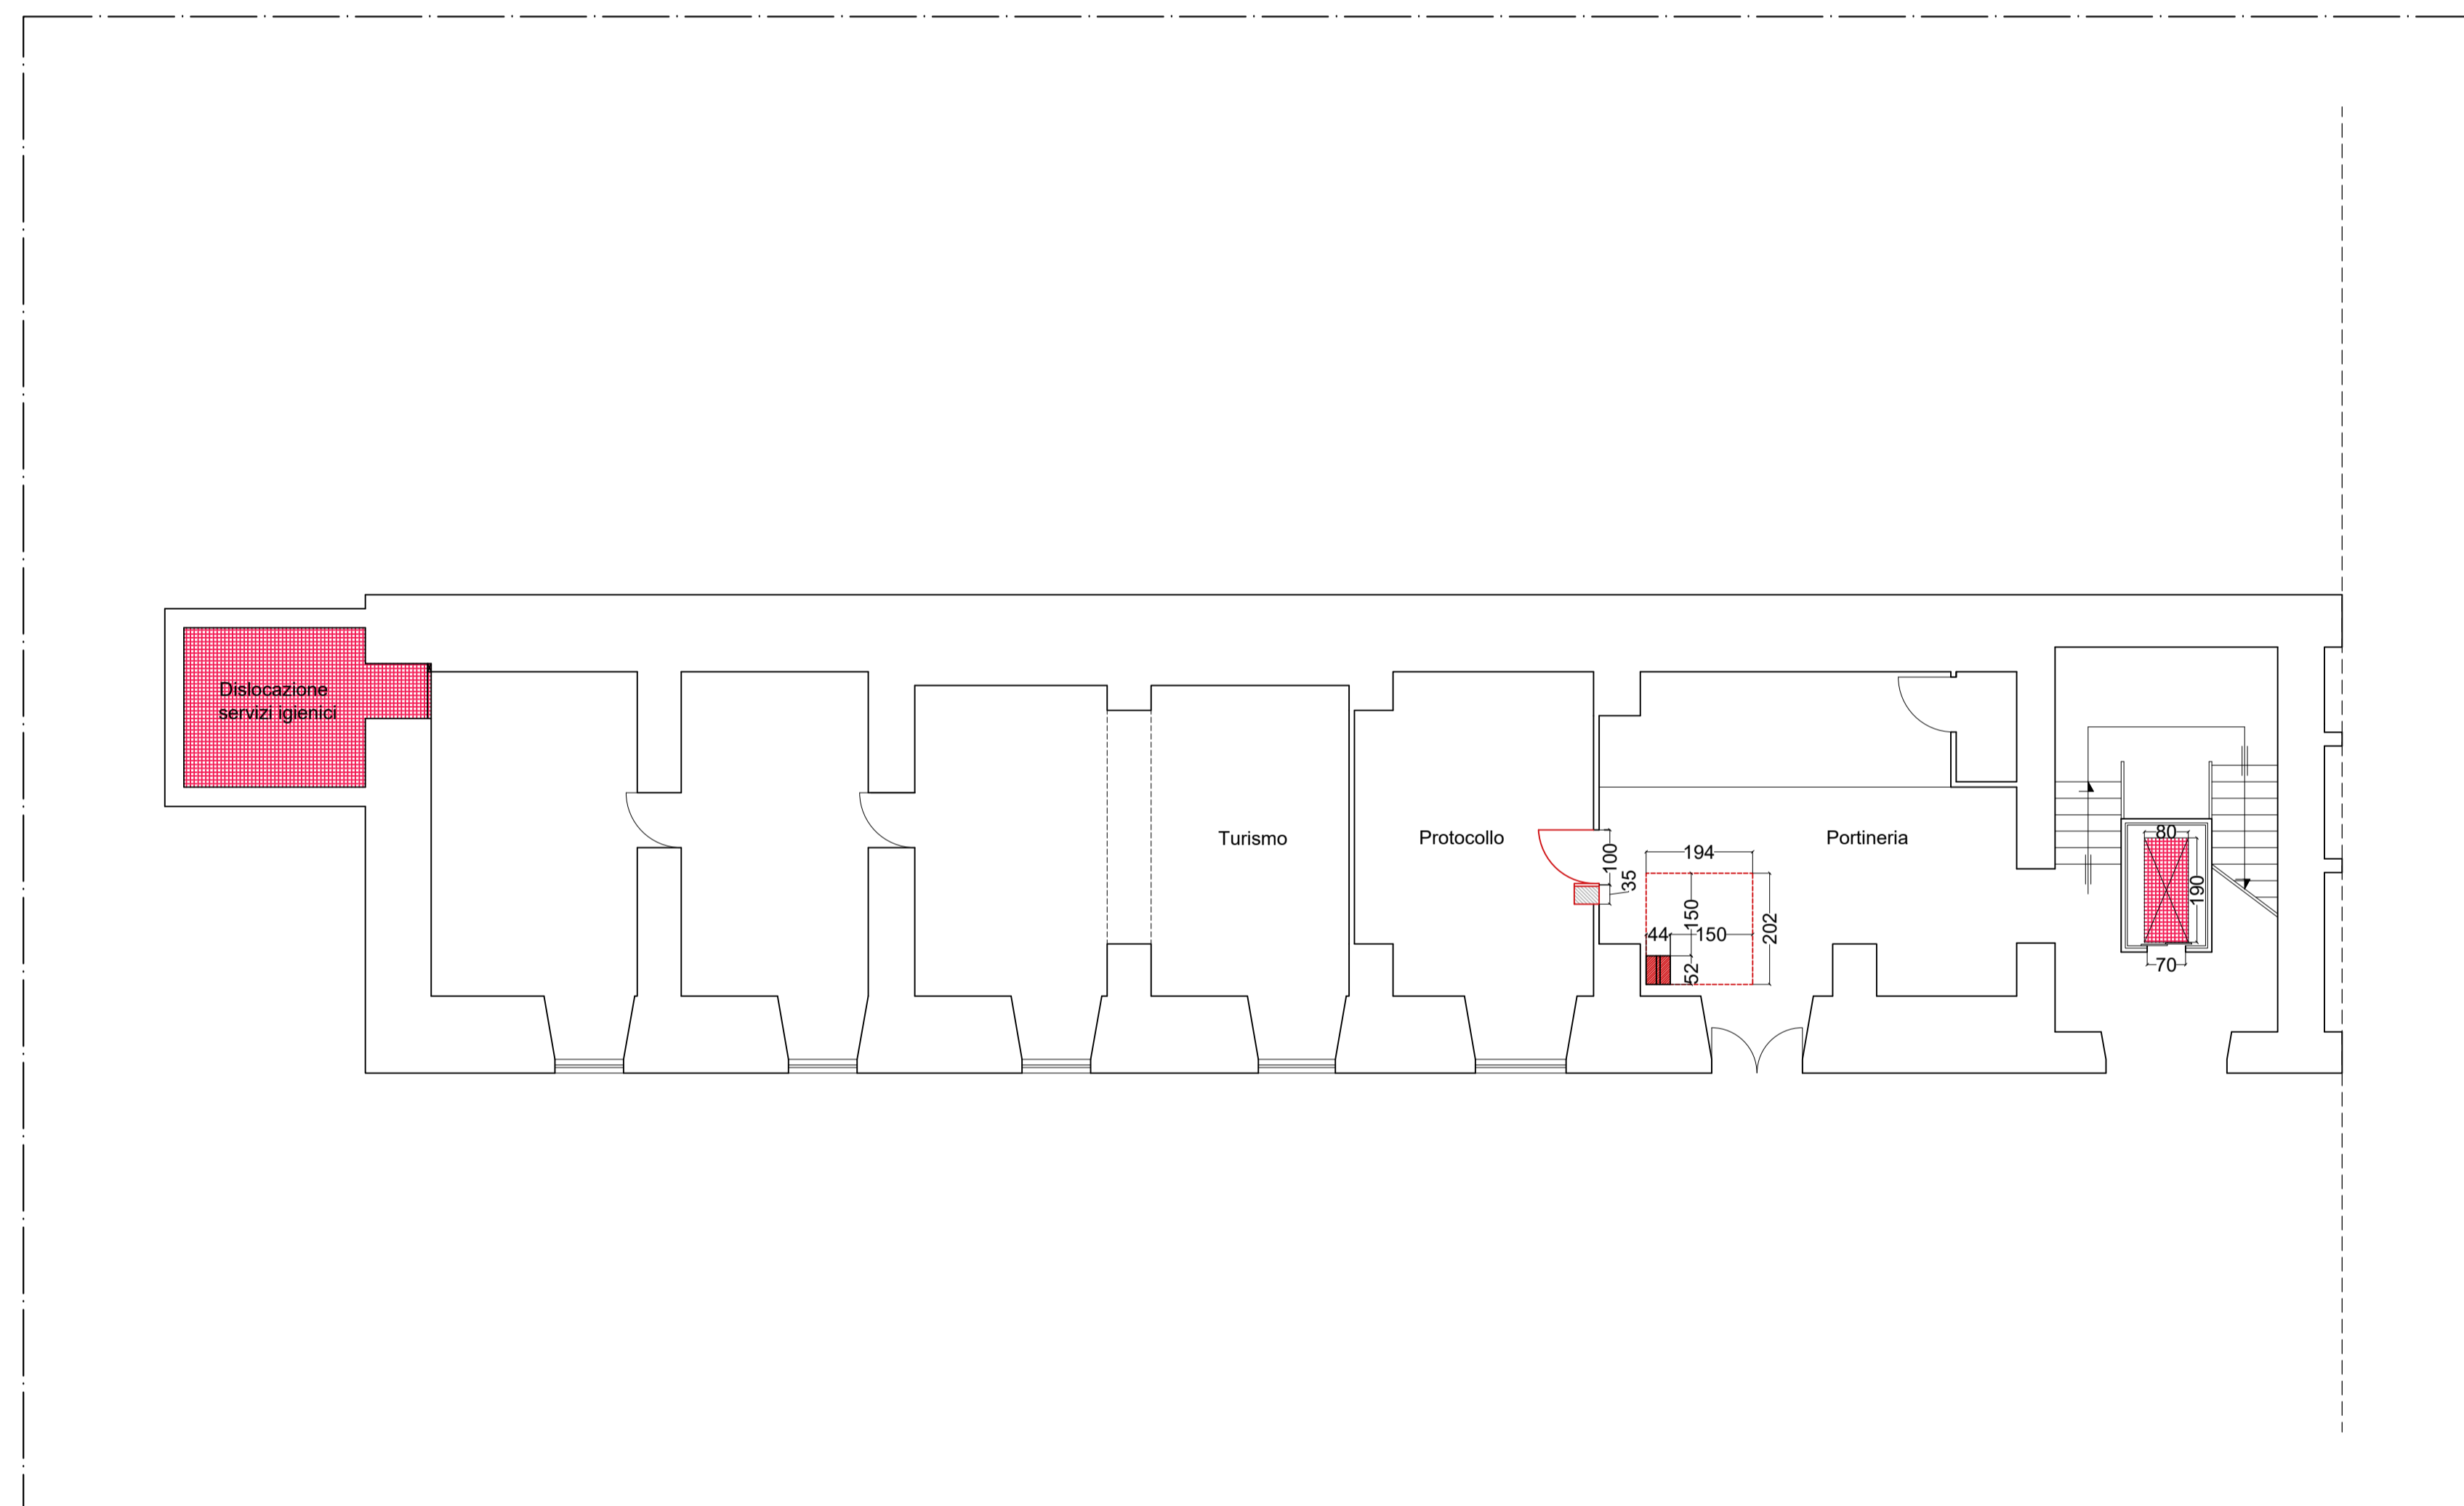 Dislocazione
servizi igienici
Turismo
Protocollo
Portineria
100
35
194
150
202
44
150
52
80
190
70